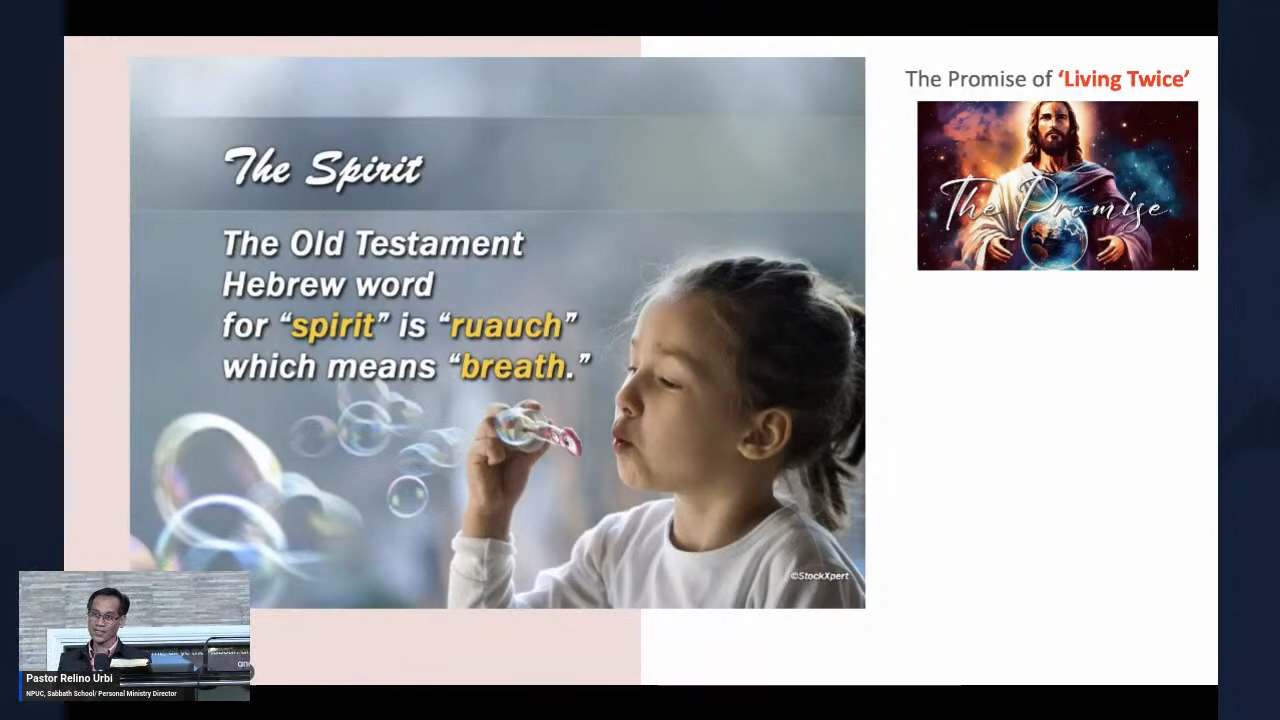 The Promise of ‘Living Twice’
The Promise
The Spirit
The Old Testament
Hebrew word
for “spirit” is “ruauch”
which means “breath.”
©StockXpert
Pastor Relino Urbi
NPUC, Sabbath School/ Personal Ministry Director